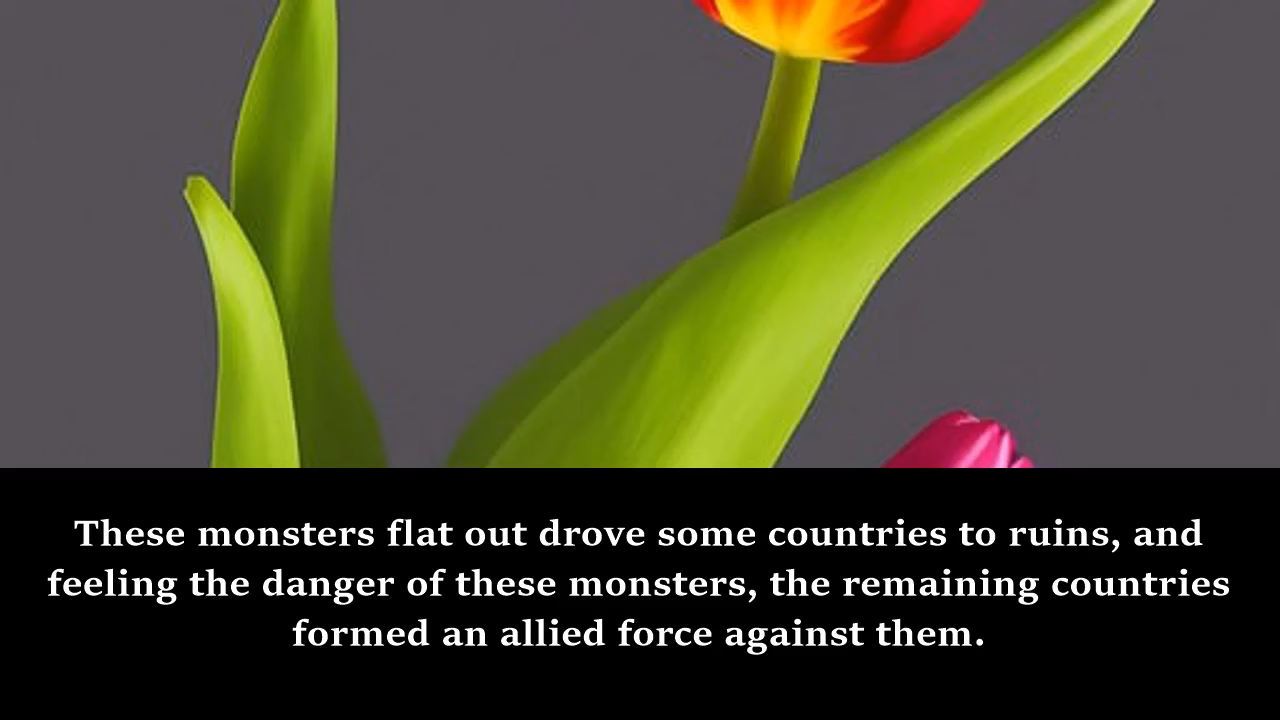 These monsters flat out drove some countries to ruins, and
feeling the danger of these monsters, the remaining countries
formed an allied force against them.